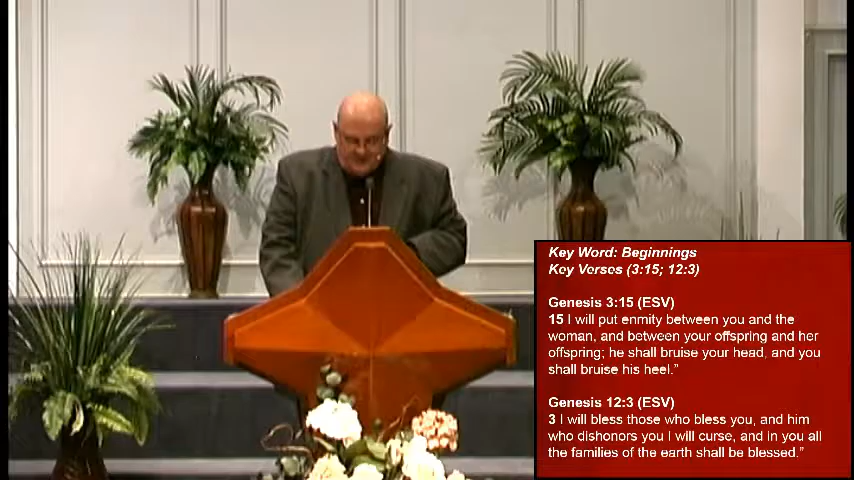 Key Word: Beginnings
Key Verses (3:15; 12:3)
Genesis 3:15 (ESV)
15 I will put enmity between you and the
woman, and between your offspring and her
offspring; he shall bruise your head, and you
shall bruise his heel.”
Genesis 12:3 (ESV)
3 I will bless those who bless you, and him
who dishonors you I will curse, and in you all
the families of the earth shall be blessed.”